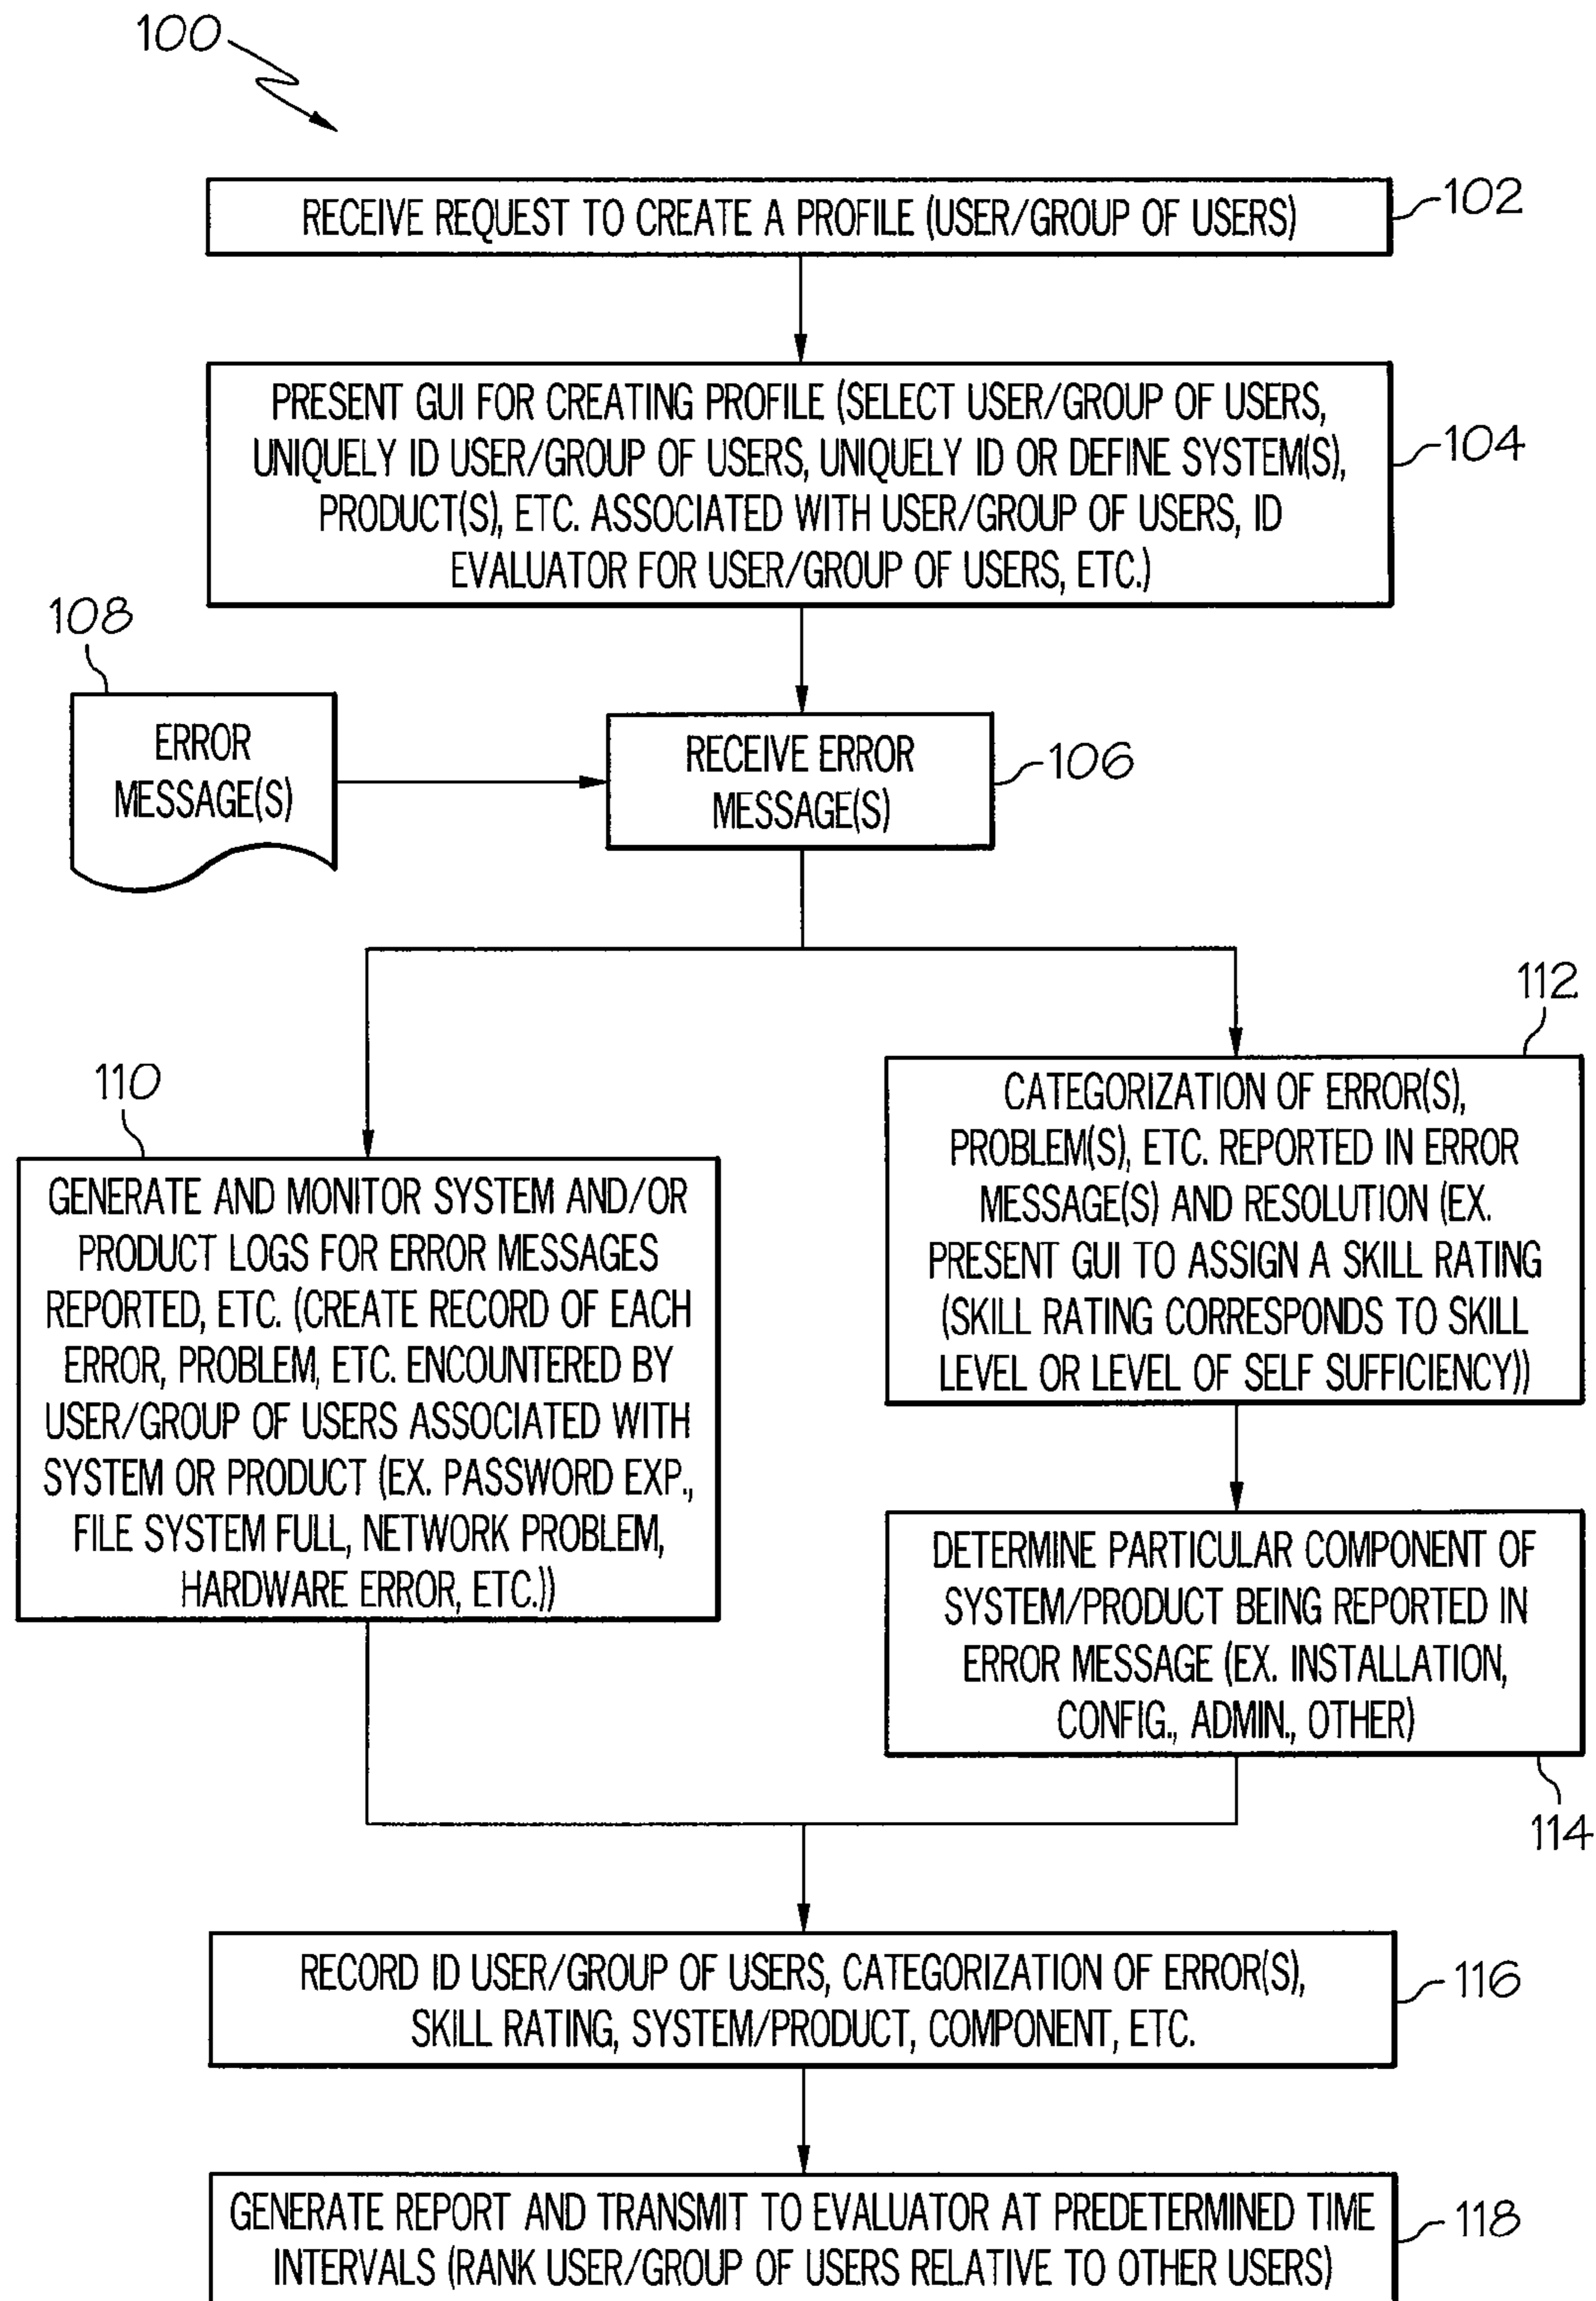 100
RECEIVE REQUEST TO CREATE A PROFILE (USER/GROUP OF USERS)
102
PRESENT GUI FOR CREATING PROFILE (SELECT USER/GROUP OF USERS,
UNIQUELY ID USER/GROUP OF USERS, UNIQUELY ID OR DEFINE SYSTEM(S),
PRODUCT(S), ETC. ASSOCIATED WITH USER/GROUP OF USERS, ID
EVALUATOR FOR USER/GROUP OF USERS, ETC.)
104
108
ERROR
MESSAGE(S)
RECEIVE ERROR
MESSAGE(S)
106
110
GENERATE AND MONITOR SYSTEM AND/OR
PRODUCT LOGS FOR ERROR MESSAGES
REPORTED, ETC. (CREATE RECORD OF EACH
ERROR, PROBLEM, ETC. ENCOUNTERED BY
USER/GROUP OF USERS ASSOCIATED WITH
SYSTEM OR PRODUCT (EX. PASSWORD EXP.,
FILE SYSTEM FULL, NETWORK PROBLEM,
HARDWARE ERROR, ETC.))
112
CATEGORIZATION OF ERROR(S),
PROBLEM(S), ETC. REPORTED IN ERROR
MESSAGE(S) AND RESOLUTION (EX.
PRESENT GUI TO ASSIGN A SKILL RATING
(SKILL RATING CORRESPONDS TO SKILL
LEVEL OR LEVEL OF SELF SUFFICIENCY))
DETERMINE PARTICULAR COMPONENT OF
SYSTEM/PRODUCT BEING REPORTED IN
ERROR MESSAGE (EX. INSTALLATION,
CONFIG., ADMIN., OTHER)
114
RECORD ID USER/GROUP OF USERS, CATEGORIZATION OF ERROR(S),
SKILL RATING, SYSTEM/PRODUCT, COMPONENT, ETC.
116
GENERATE REPORT AND TRANSMIT TO EVALUATOR AT PREDETERMINED TIME
INTERVALS (RANK USER/GROUP OF USERS RELATIVE TO OTHER USERS)
118